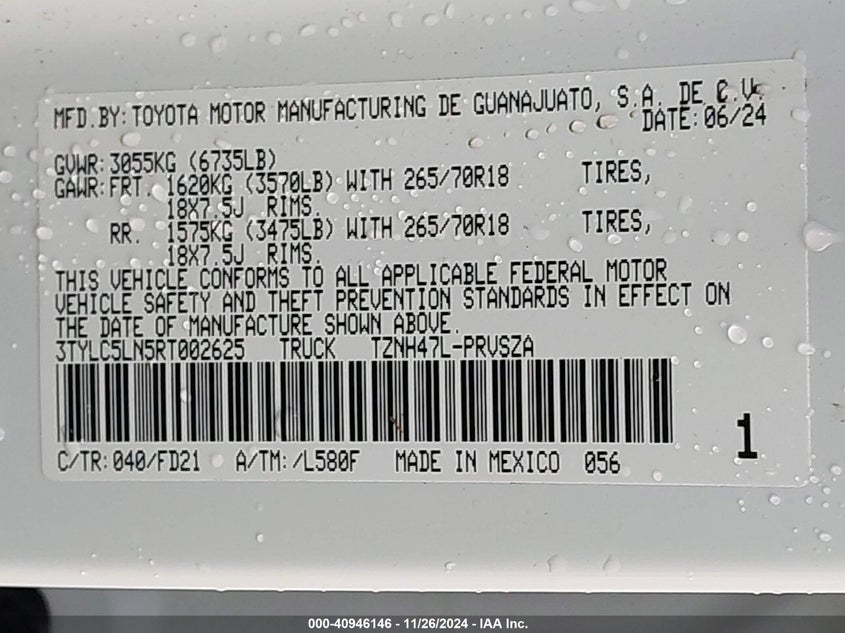 MFD.BY: TOYOTA MOTOR MANUFACTURING DE GUANAJUATO, S.A. DE C.V.
DATE: 06/24
GVWR: 3055KG (6735LB)
GAWR: FRT. 1620KG (3570LB) WITH 265/70R18 TIRES,
18X7.5J RIMS.
RR. 1575KG (3475LB) WITH 265/70R18 TIRES,
18X7.5J RIMS.
THIS VEHICLE CONFORMS TO ALL APPLICABLE FEDERAL MOTOR
VEHICLE SAFETY AND THEFT PREVENTION STANDARDS IN EFFECT ON
THE DATE OF MANUFACTURE SHOWN ABOVE.
3TYLC5LN5RT002625 TRUCK TZNH47L-PRVSZA
1
C/TR: 040/FD21 A/TM: /L580F MADE IN MEXICO 056
000-40946146 - 11/26/2024 - IAA Inc.